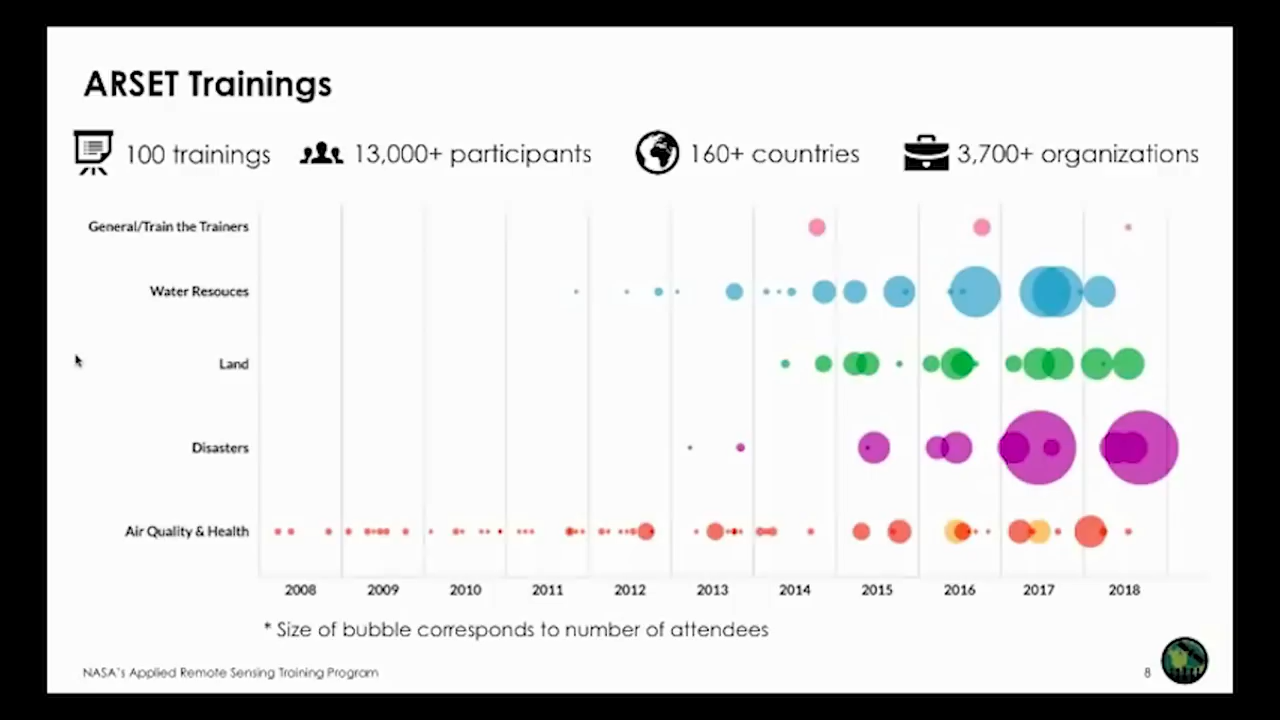 ARSET Trainings
100 trainings 13,000+ participants 160+ countries 3,700+ organizations
General/Train the Trainers
Water Resouces
Land
Disasters
Air Quality & Health
2008 2009 2010 2011 2012 2013 2014 2015 2016 2017 2018
* Size of bubble corresponds to number of attendees
NASA's Applied Remote Sensing Training Program 8